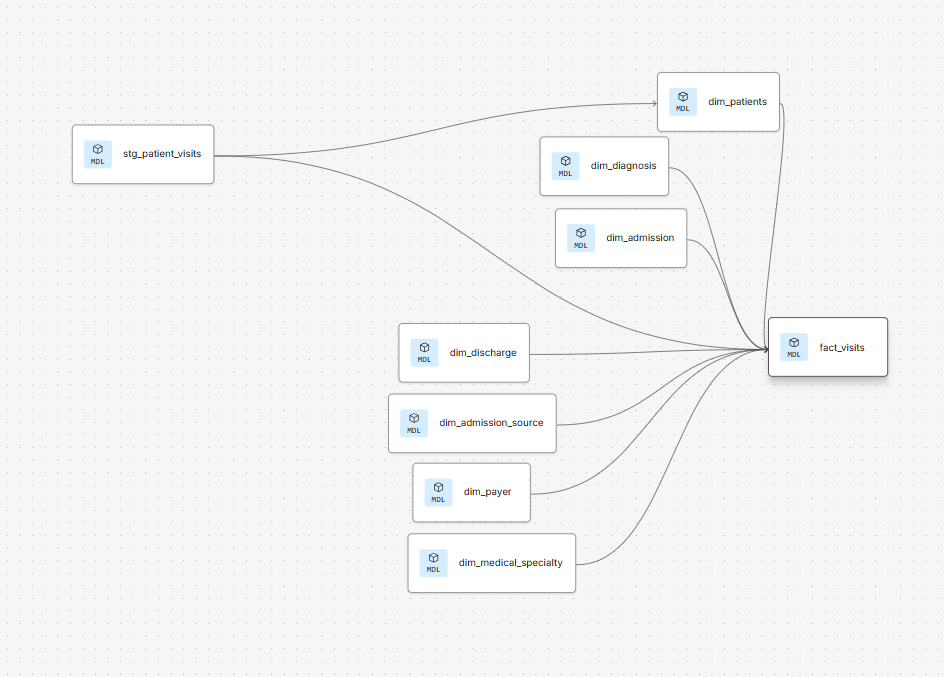 MDL
dim_patients
MDL
stg_patient_visits
MDL
dim_diagnosis
MDL
dim_admission
MDL
fact_visits
MDL
dim_discharge
MDL
dim_admission_source
MDL
dim_payer
MDL
dim_medical_specialty